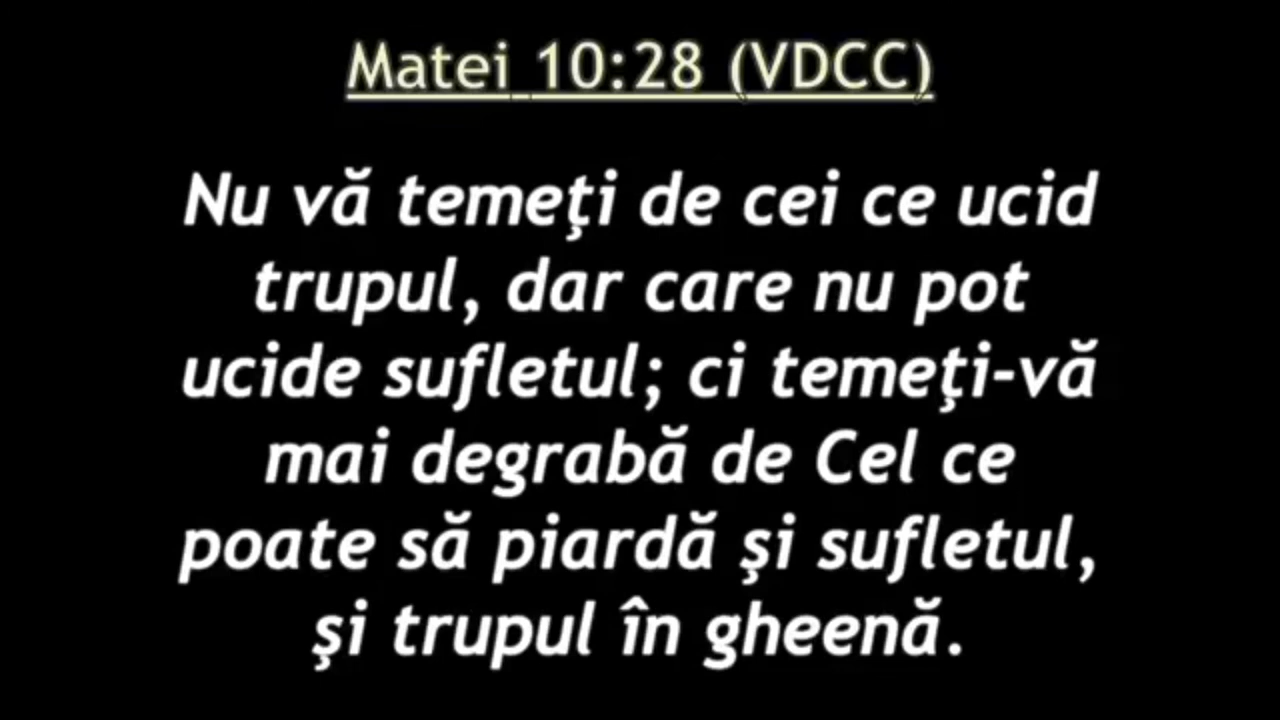 Matei 10:28 (VDCC)
Nu vă temeţi de cei ce ucid
trupul, dar care nu pot
ucide sufletul; ci temeţi-vă
mai degrabă de Cel ce
poate să piardă şi sufletul,
şi trupul în gheenă.